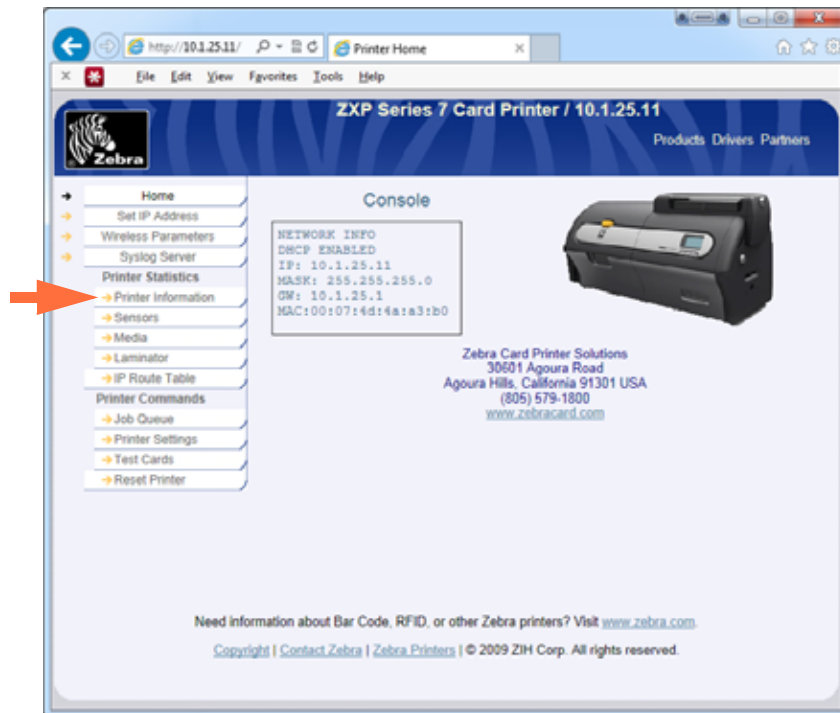 http://10.1.25.11/
Printer Home
File Edit View Favorites Tools Help
ZXP Series 7 Card Printer / 10.1.25.11
Products Drivers Partners
Zebra
Home
Set IP Address
Wireless Parameters
Syslog Server
Printer Statistics
Printer Information
Sensors
Media
Laminator
IP Route Table
Printer Commands
Job Queue
Printer Settings
Test Cards
Reset Printer
Console
NETWORK INFO
DHCP ENABLED
IP: 10.1.25.11
MASK: 255.255.255.0
GW: 10.1.25.1
MAC:00:07:4d:4a:a3:b0
Zebra Card Printer Solutions
30601 Agoura Road
Agoura Hills, California 91301 USA
(805) 579-1800
www.zebracard.com
Need information about Bar Code, RFID, or other Zebra printers? Visit www.zebra.com.
Copyright | Contact Zebra | Zebra Printers | © 2009 ZIH Corp. All rights reserved.